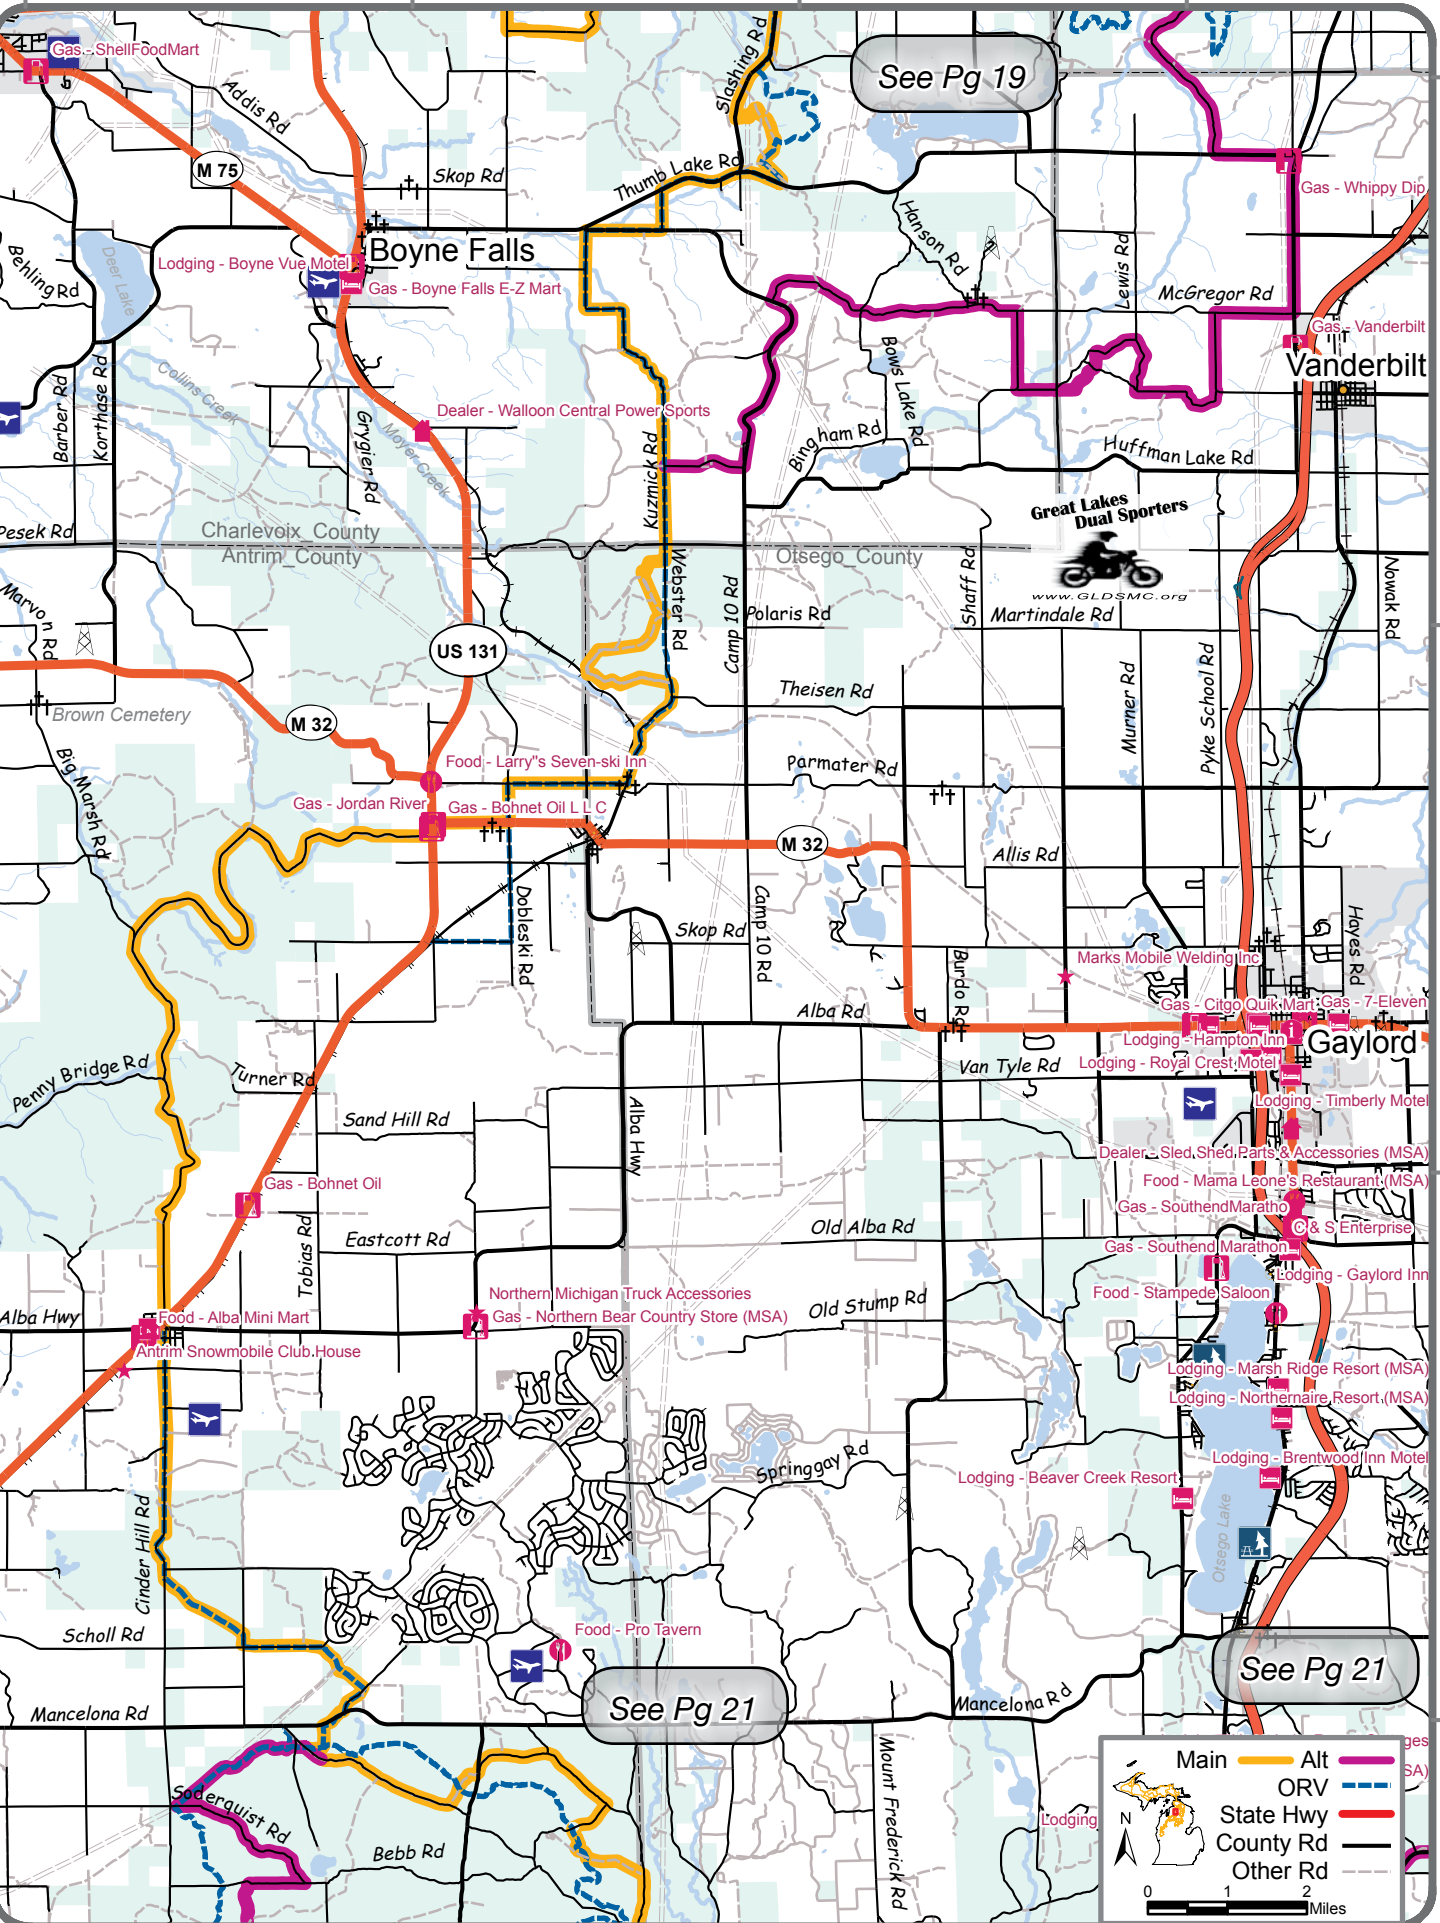 Gas - ShellFoodMart
Slashing Rd
See Pg 19
Addis Rd
M 75
Skop Rd
Thumb Lake Rd
Gas - Whippy Dip
Behling Rd
Deer Lake
Boyne Falls
Lodging - Boyne Vue Motel
Gas - Boyne Falls E-Z Mart
Hanson Rd
Lewis Rd
McGregor Rd
Gas - Vanderbilt
Vanderbilt
Barber Rd
Korthase Rd
Collins Creek
Grygier Rd
Moyer Creek
Dealer - Walloon Central Power Sports
Kuzmick Rd
Bows Lake Rd
Bingham Rd
Huffman Lake Rd
Great Lakes
Dual Sporters
www.GLDSMC.org
Pesek Rd
Charlevoix_County
Antrim_County
Otsego_County
Marvon Rd
Webster Rd
Camp 10 Rd
Polaris Rd
Shaff Rd
Martindale Rd
Nowak Rd
US 131
Murner Rd
Pyke School Rd
Theisen Rd
Brown Cemetery
M 32
Big Marsh Rd
Food - Larry"s Seven-ski Inn
Parmater Rd
Gas - Jordan River
Gas - Bohnet Oil L L C
M 32
Allis Rd
Dobleski Rd
Skop Rd
Camp 10 Rd
Burdo Rd
Hayes Rd
Marks Mobile Welding Inc
Alba Rd
Gas - Citgo Quik Mart
Gas - 7-Eleven
Lodging - Hampton Inn
Gaylord
Penny Bridge Rd
Turner Rd
Van Tyle Rd
Lodging - Royal Crest Motel
Lodging - Timberly Motel
Sand Hill Rd
Alba Hwy
Dealer - Sled Shed Parts & Accessories (MSA)
Gas - Bohnet Oil
Food - Mama Leone's Restaurant (MSA)
Gas - SouthendMaratho
C & S Enterprise
Tobias Rd
Eastcott Rd
Old Alba Rd
Gas - Southend Marathon
Lodging - Gaylord Inn
Northern Michigan Truck Accessories
Food - Stampede Saloon
Alba Hwy
Food - Alba Mini Mart
Gas - Northern Bear Country Store (MSA)
Old Stump Rd
Antrim Snowmobile Club House
Lodging - Marsh Ridge Resort (MSA)
Lodging - Northernaire Resort (MSA)
Springgay Rd
Lodging - Brentwood Inn Motel
Lodging - Beaver Creek Resort
Cinder Hill Rd
Otsego Lake
Scholl Rd
Food - Pro Tavern
See Pg 21
See Pg 21
Mancelona Rd
Mancelona Rd
Soderquist Rd
Bebb Rd
Mount Frederick Rd
ges
SA)
Lodging
Main
Alt
ORV
State Hwy
County Rd
Other Rd
N
0 1 2
Miles